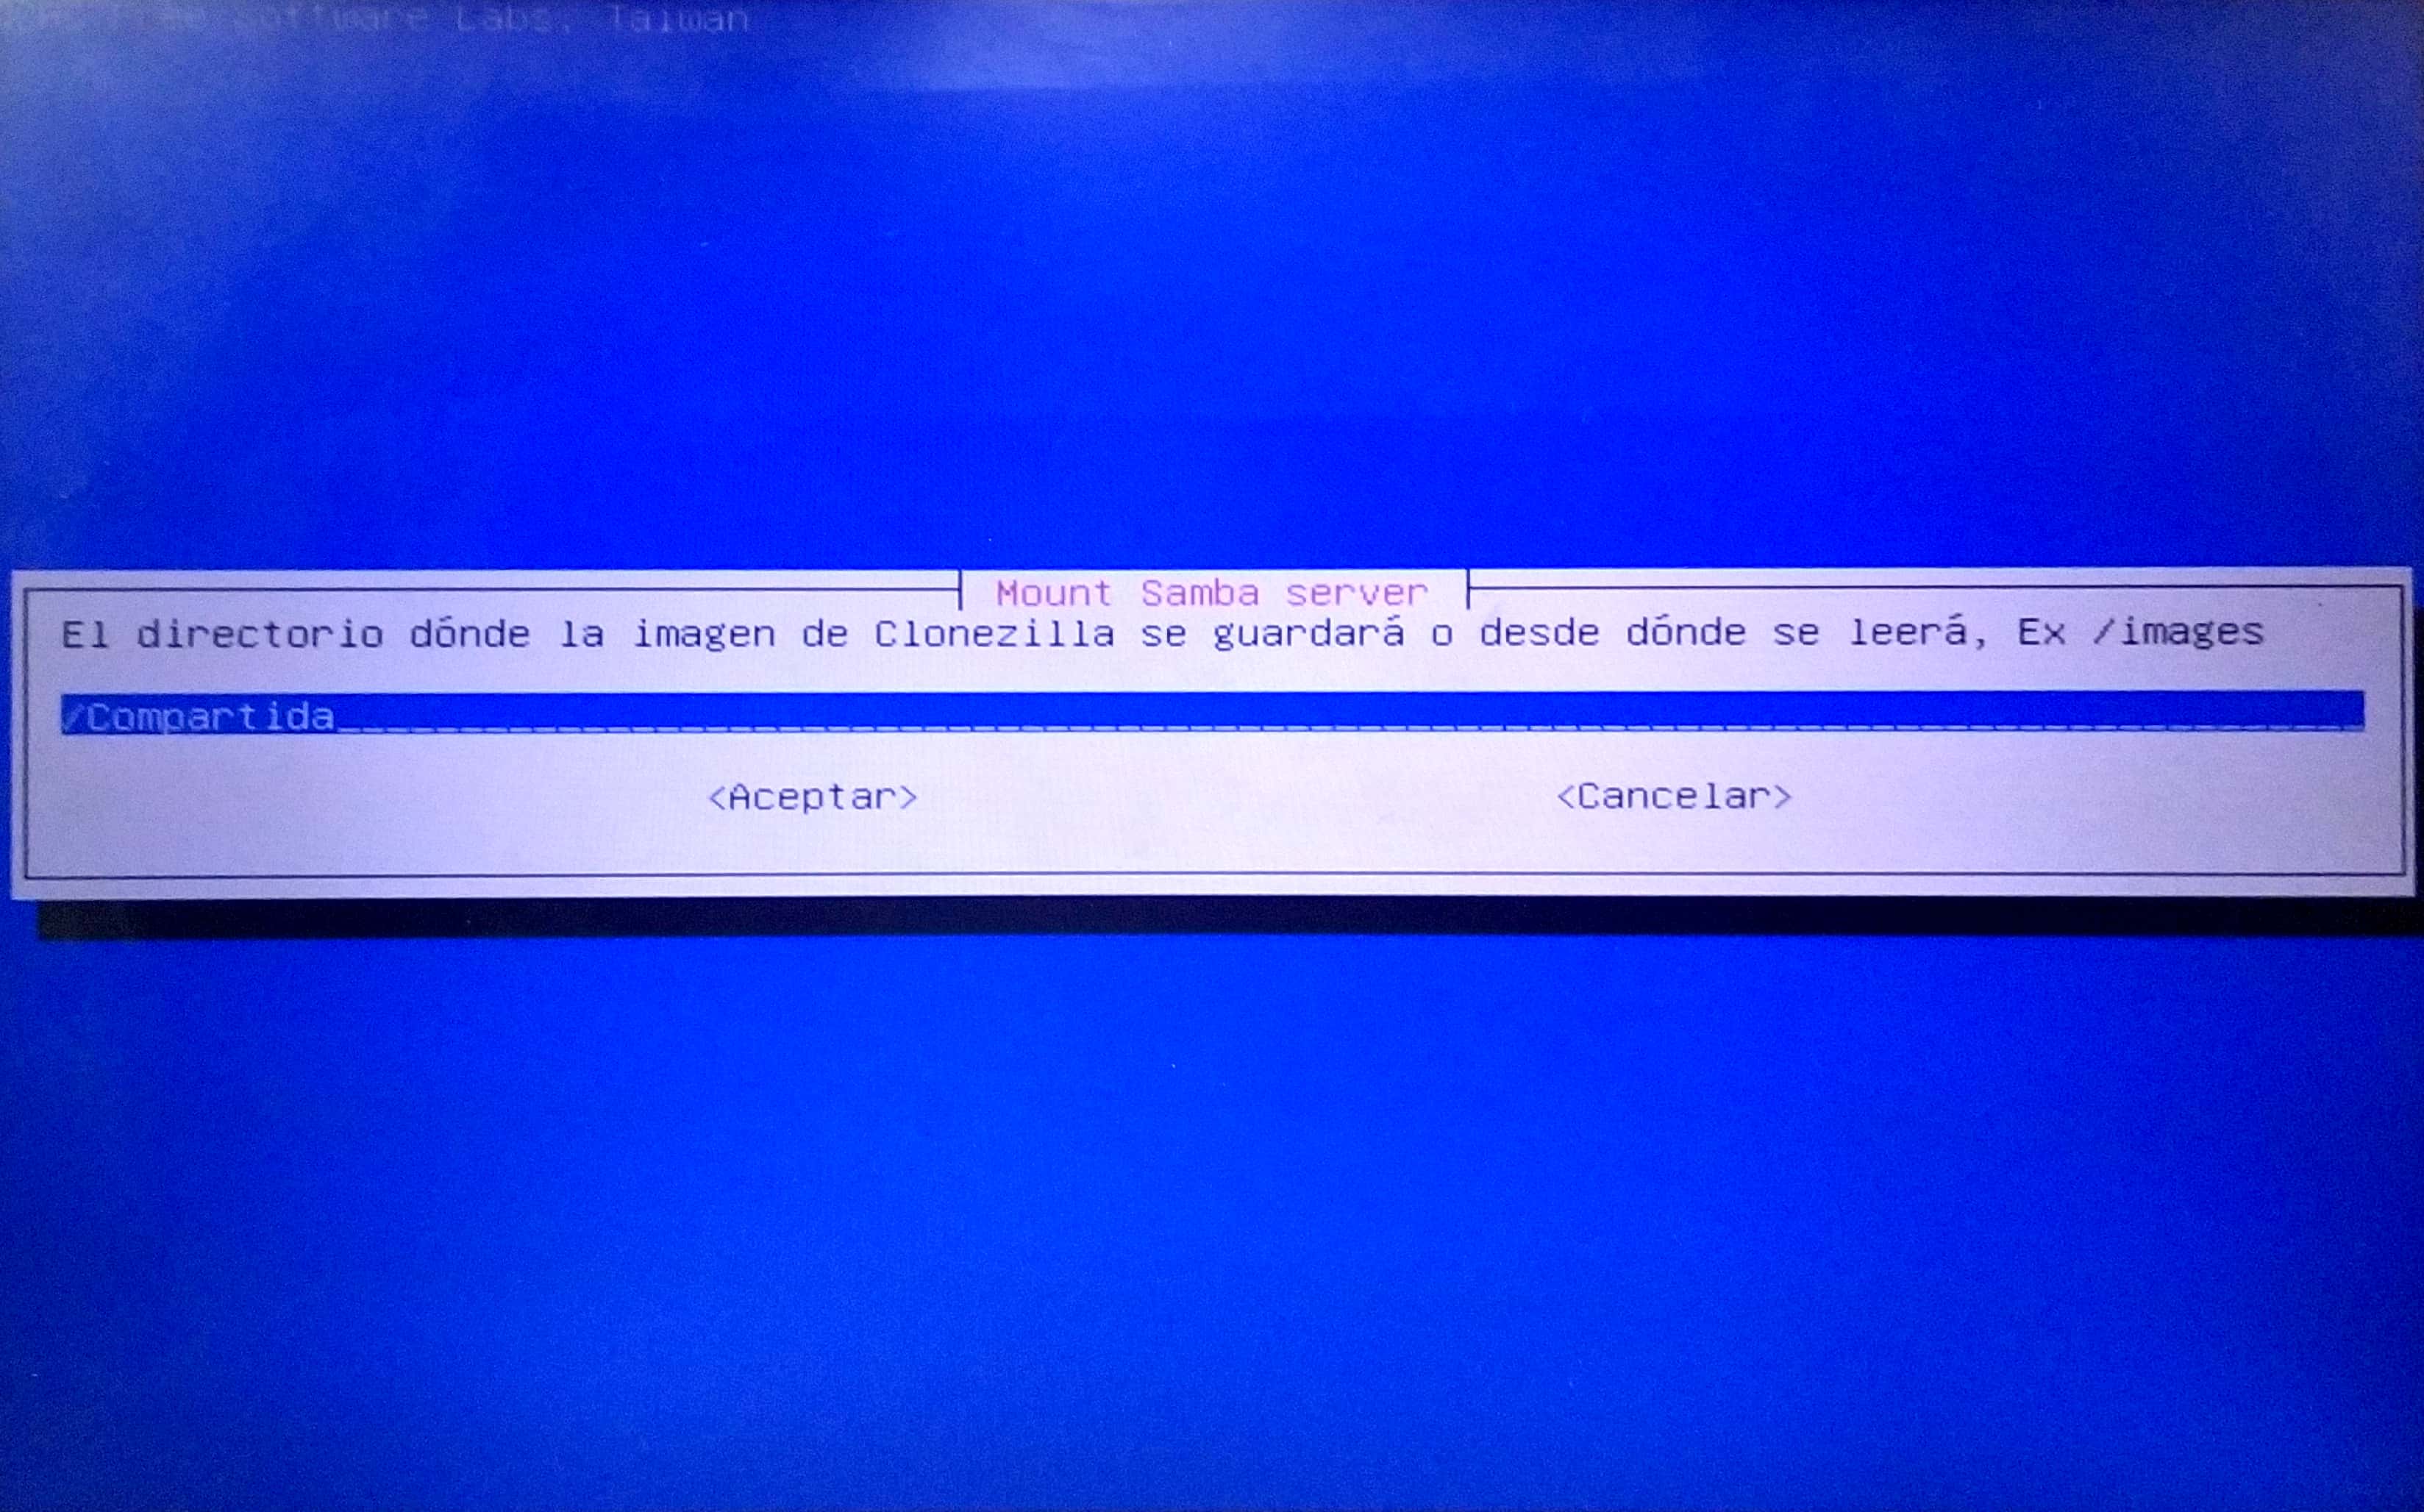 Software Labs, Taiwan
Mount Samba server
El directorio dónde la imagen de Clonezilla se guardará o desde dónde se leerá, Ex /images
/Compartida
<Aceptar> <Cancelar>